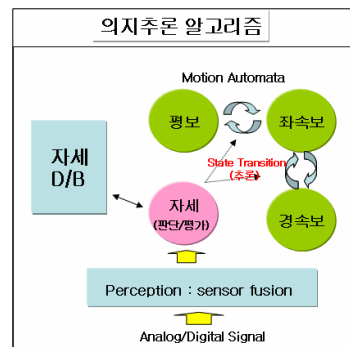 의지추론 알고리즘
Motion Automata
평보
좌속보
자세
D/B
State Transition
(추론)
자세
(판단/평가)
경속보
Perception : sensor fusion
Analog/Digital Signal